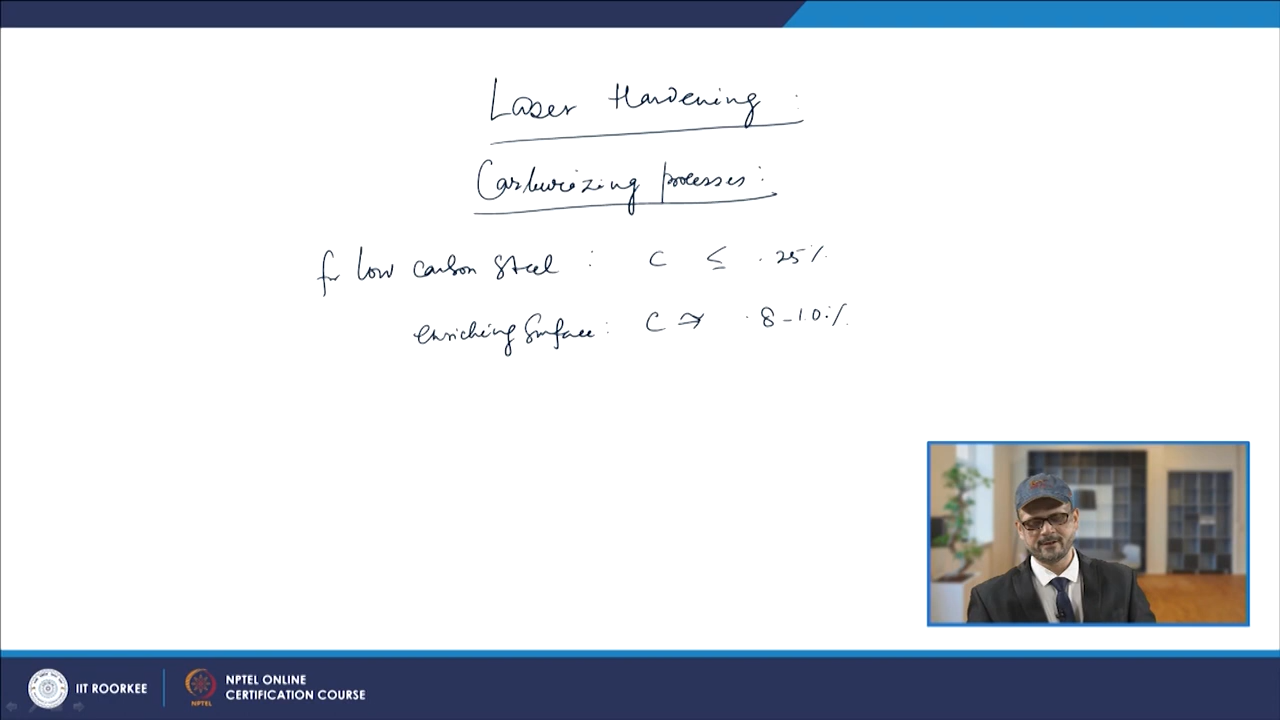 Laser Hardening :
Carburizing processes :
for low carbon steel : C ≤ .25%
enriching surface : C ⇒ .8-1.0%
IIT ROORKEE
NPTEL
NPTEL ONLINE
CERTIFICATION COURSE